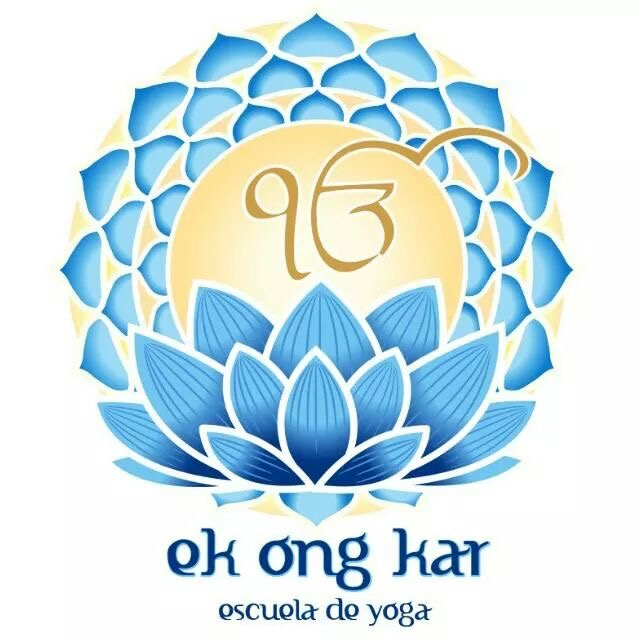 ੴ
ek ong kar
escuela de yoga